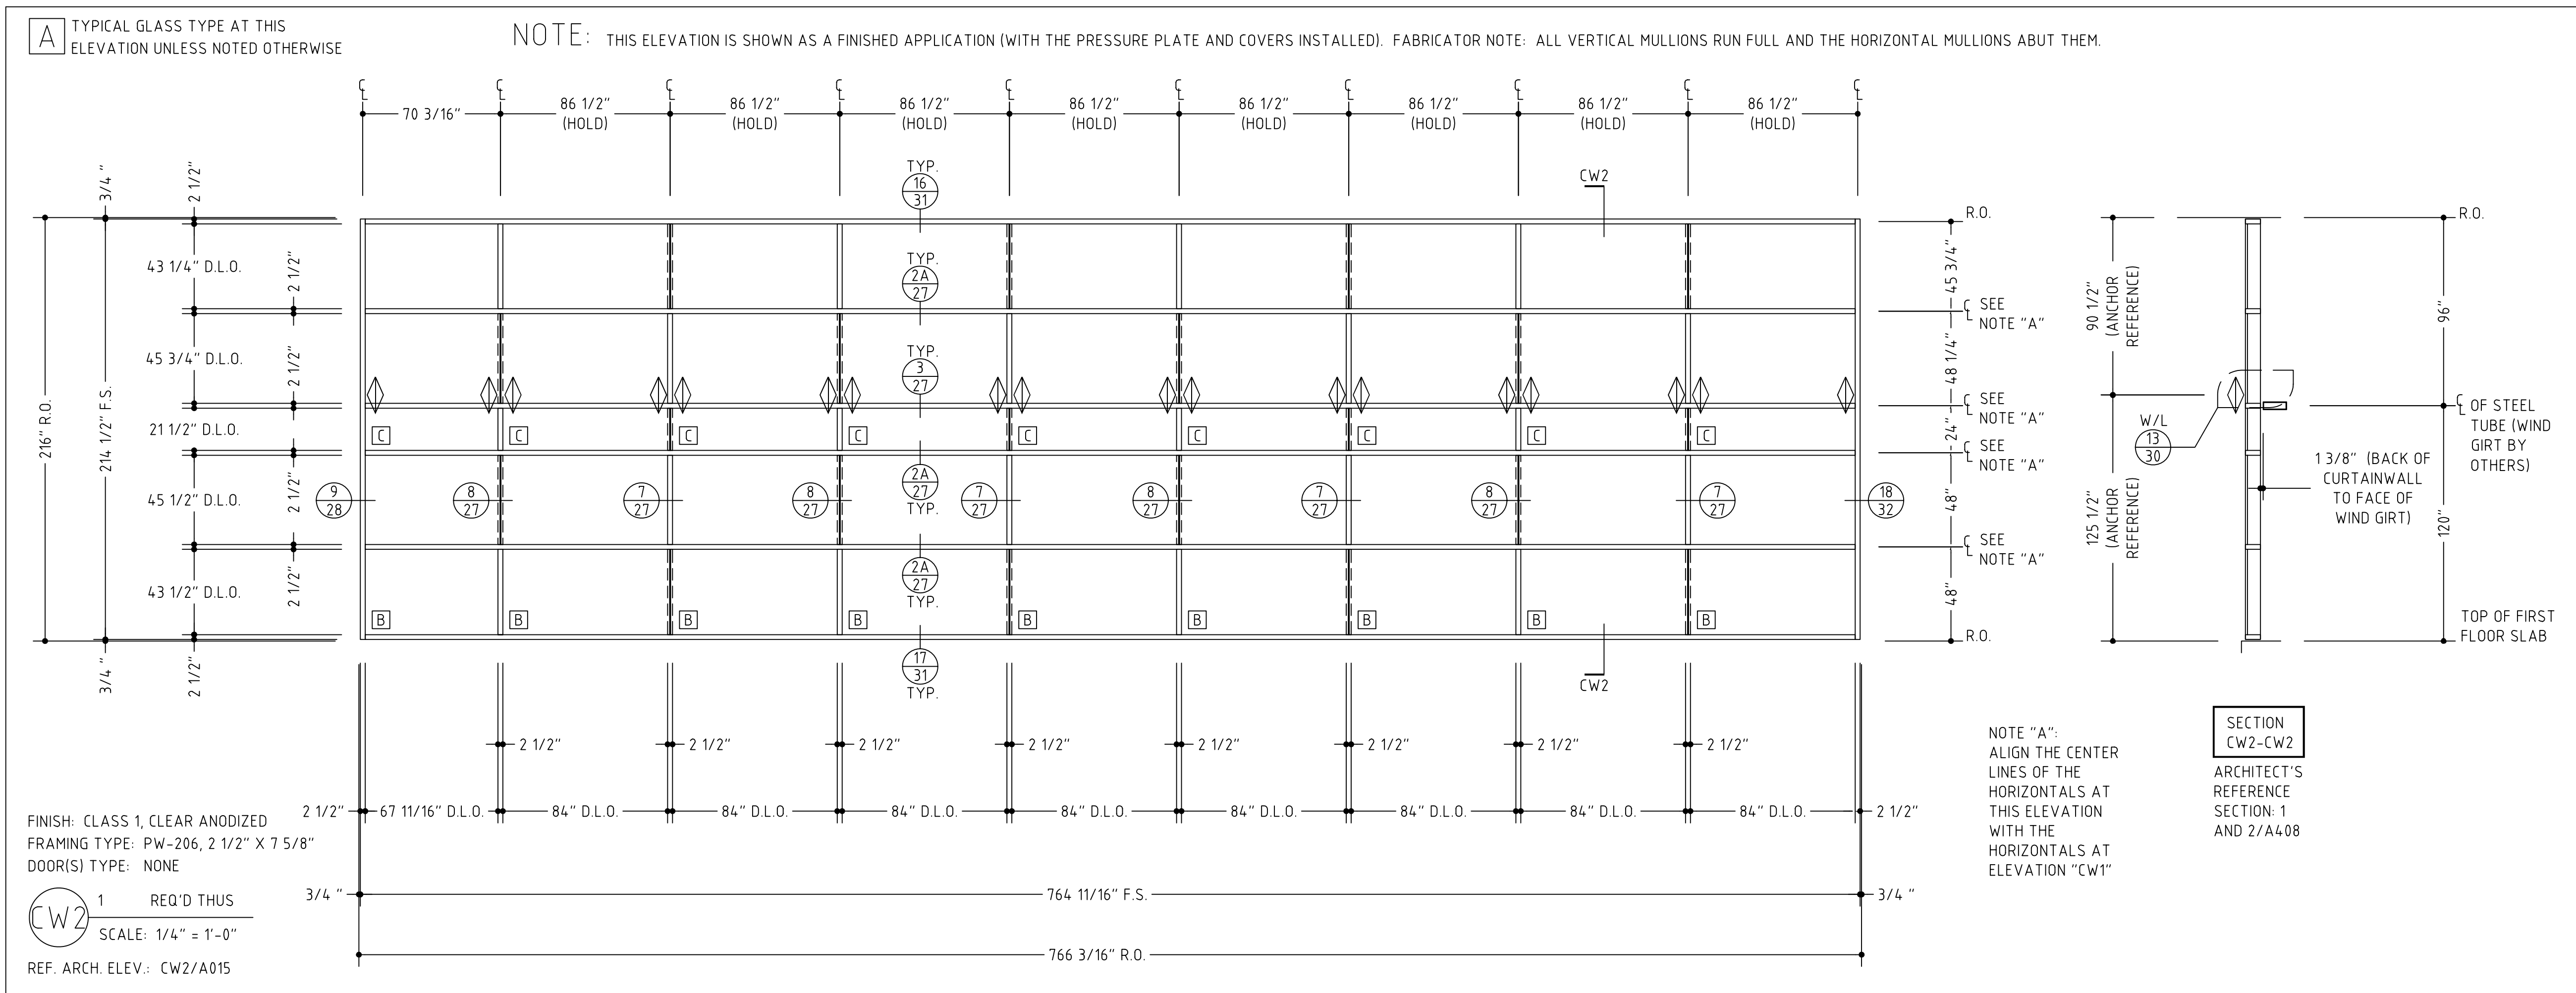 A
TYPICAL GLASS TYPE AT THIS
ELEVATION UNLESS NOTED OTHERWISE
NOTE: THIS ELEVATION IS SHOWN AS A FINISHED APPLICATION (WITH THE PRESSURE PLATE AND COVERS INSTALLED). FABRICATOR NOTE: ALL VERTICAL MULLIONS RUN FULL AND THE HORIZONTAL MULLIONS ABUT THEM.
℄ ℄ ℄ ℄ ℄ ℄ ℄ ℄ ℄ ℄
70 3/16" 86 1/2" 86 1/2" 86 1/2" 86 1/2" 86 1/2" 86 1/2" 86 1/2" 86 1/2"
(HOLD) (HOLD) (HOLD) (HOLD) (HOLD) (HOLD) (HOLD) (HOLD)
3/4 "
2 1/2"
216" R.O.
214 1/2" F.S.
43 1/4" D.L.O.
2 1/2"
45 3/4" D.L.O.
2 1/2"
21 1/2" D.L.O.
45 1/2" D.L.O.
2 1/2"
43 1/2" D.L.O.
2 1/2"
3/4 "
2 1/2"
TYP.
16
31
CW2
TYP.
2A
27
TYP.
3
27
C C C C C C C C C
2A
27
TYP.
9 8 7 8 7 8 7 8 7 18
28 27 27 27 27 27 27 27 27 32
2A
27
TYP.
B B B B B B B B B
17
31
TYP.
CW2
R.O.
45 3/4"
℄ SEE
NOTE "A"
48 1/4"
℄ SEE
NOTE "A"
24"
℄ SEE
NOTE "A"
48"
℄ SEE
NOTE "A"
48"
R.O.
90 1/2"
(ANCHOR
REFERENCE)
125 1/2"
(ANCHOR
REFERENCE)
W/L
13
30
R.O.
96"
℄ OF STEEL
TUBE (WIND
GIRT BY
OTHERS)
1 3/8" (BACK OF
CURTAINWALL
TO FACE OF
WIND GIRT)
120"
TOP OF FIRST
FLOOR SLAB
2 1/2" 2 1/2" 2 1/2" 2 1/2" 2 1/2" 2 1/2" 2 1/2" 2 1/2"
2 1/2" 67 11/16" D.L.O. 84" D.L.O. 84" D.L.O. 84" D.L.O. 84" D.L.O. 84" D.L.O. 84" D.L.O. 84" D.L.O. 84" D.L.O. 2 1/2"
3/4 " 764 11/16" F.S. 3/4 "
766 3/16" R.O.
NOTE "A":
ALIGN THE CENTER
LINES OF THE
HORIZONTALS AT
THIS ELEVATION
WITH THE
HORIZONTALS AT
ELEVATION "CW1"
SECTION
CW2-CW2
ARCHITECT'S
REFERENCE
SECTION: 1
AND 2/A408
FINISH: CLASS 1, CLEAR ANODIZED
FRAMING TYPE: PW-206, 2 1/2" X 7 5/8"
DOOR(S) TYPE: NONE
CW2
1 REQ'D THUS
SCALE: 1/4" = 1'-0"
REF. ARCH. ELEV.: CW2/A015